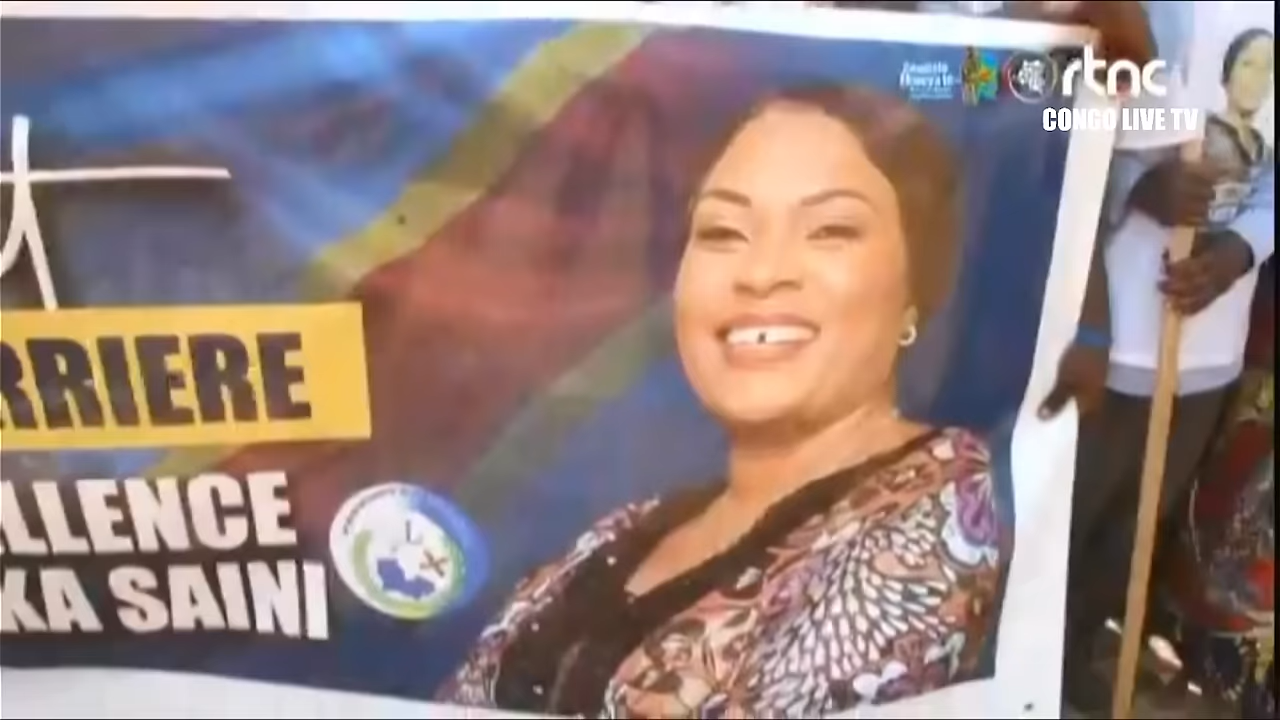 rtnc
CONGO LIVE TV
RRIERE
LLENCE
KA SAINI